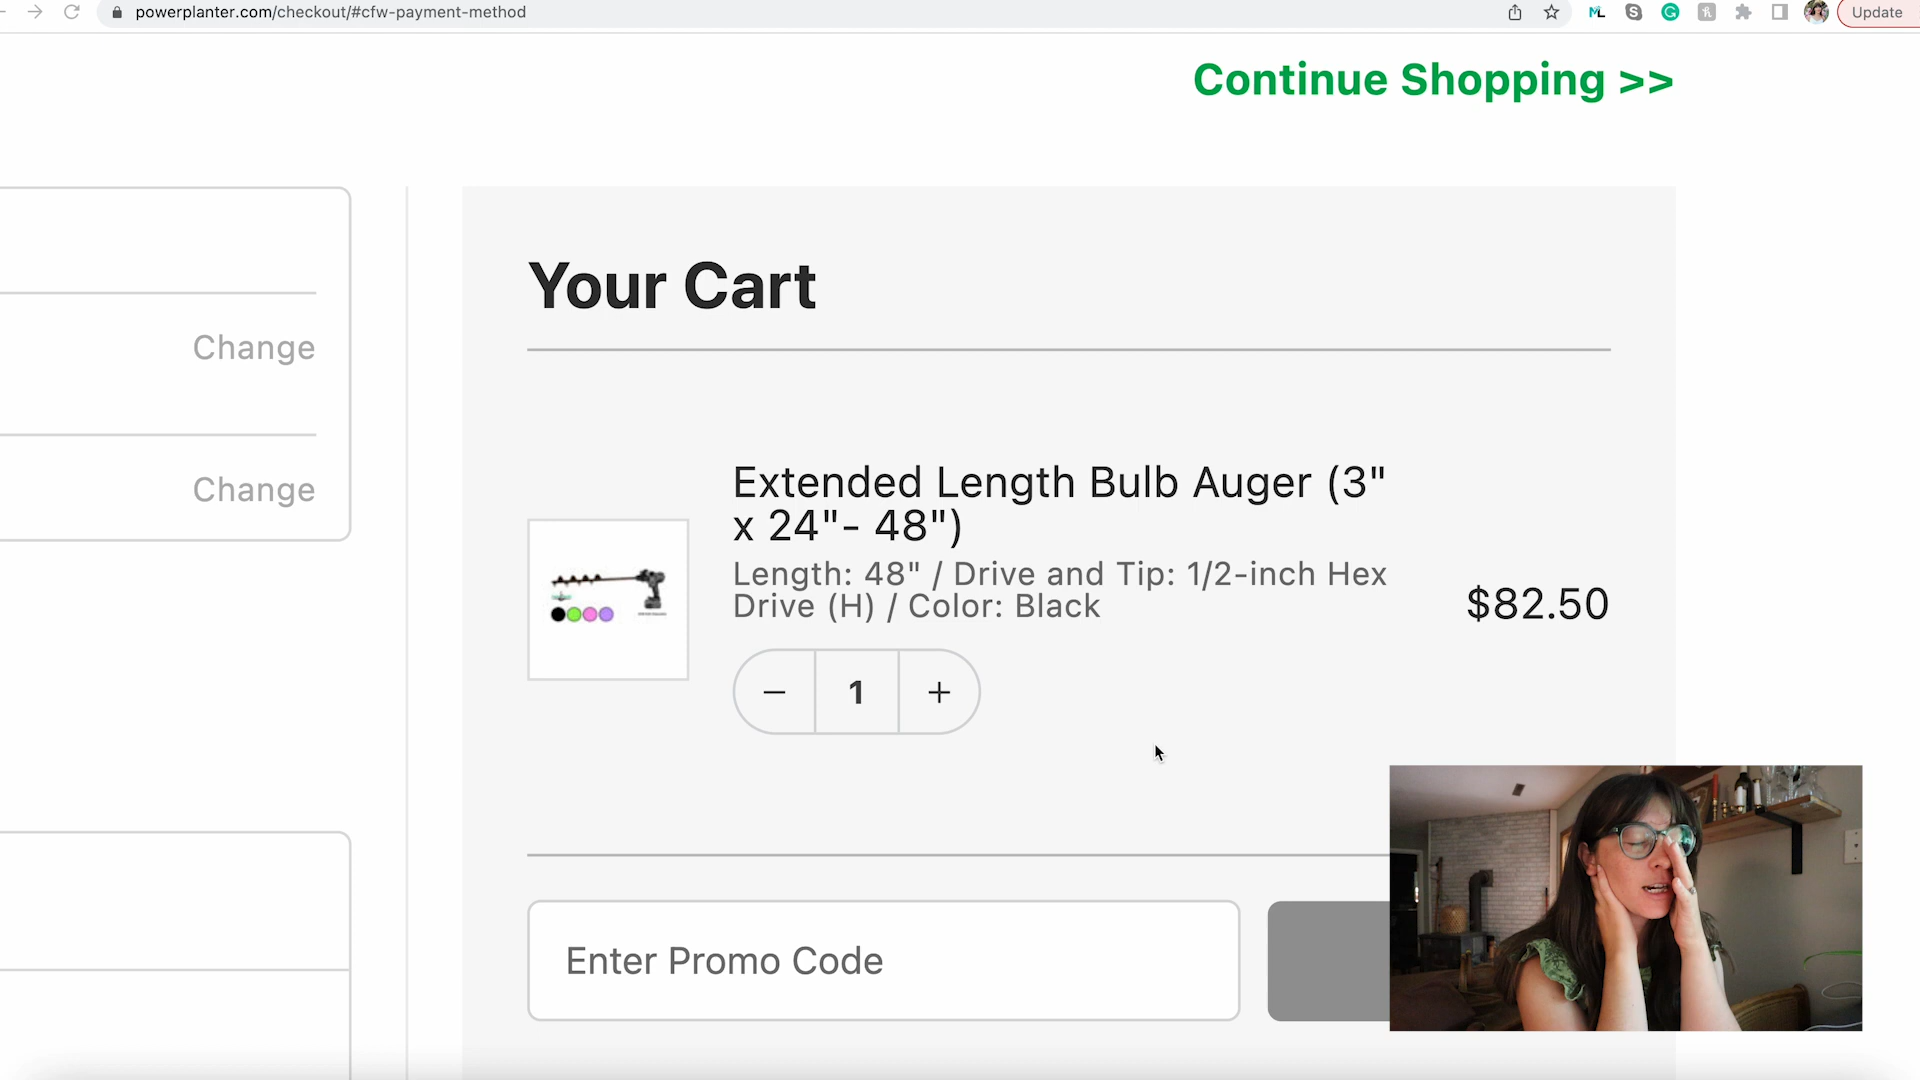 powerplanter.com/checkout/#cfw-payment-method
Update
Continue Shopping >>
Change
Change
Your Cart
Extended Length Bulb Auger (3"
x 24"- 48")
Length: 48" / Drive and Tip: 1/2-inch Hex
Drive (H) / Color: Black
$82.50
1
Enter Promo Code